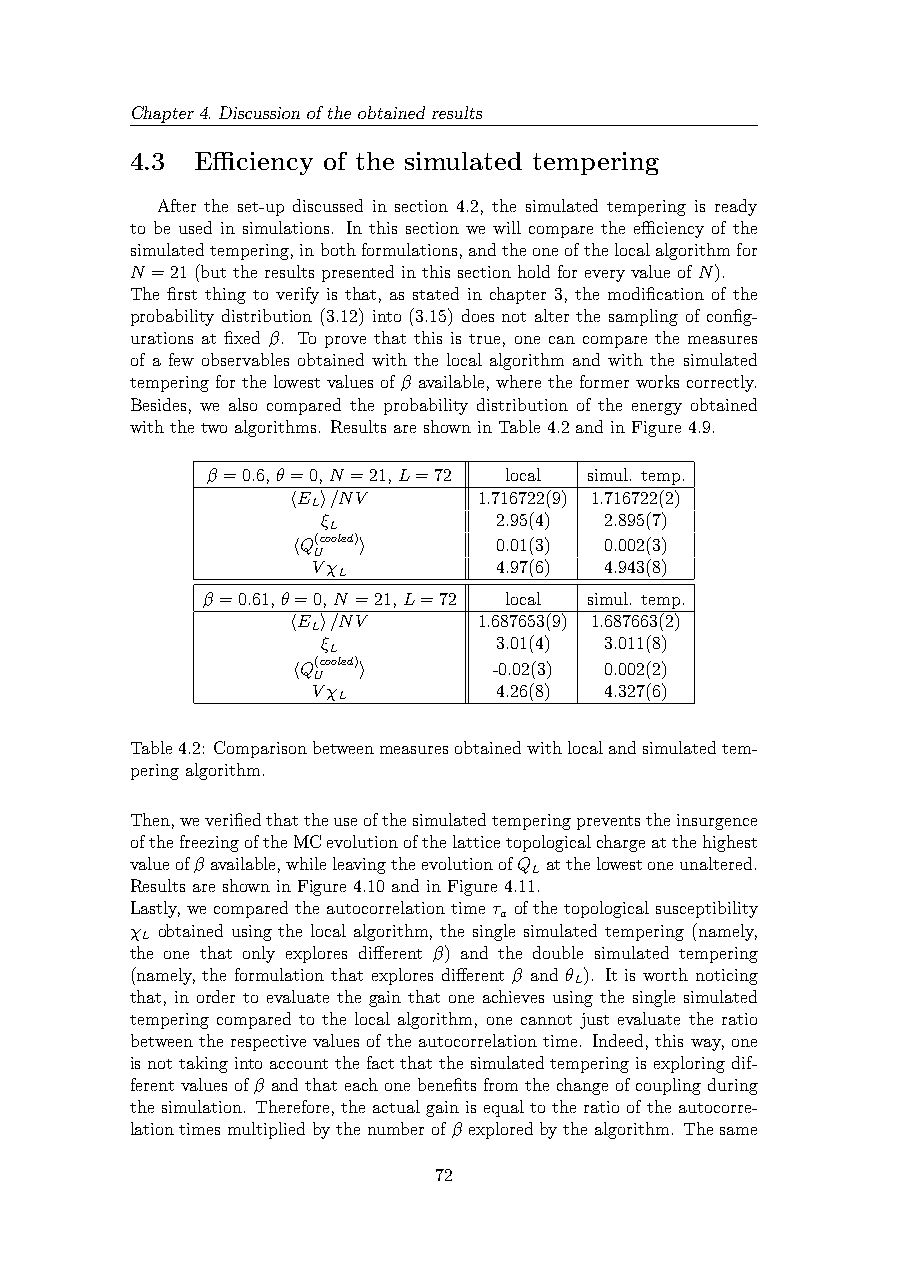 Chapter 4. Discussion of the obtained results
4.3 Efficiency of the simulated tempering
After the set-up discussed in section 4.2, the simulated tempering is ready
to be used in simulations. In this section we will compare the efficiency of the
simulated tempering, in both formulations, and the one of the local algorithm for
N = 21 (but the results presented in this section hold for every value of N).
The first thing to verify is that, as stated in chapter 3, the modification of the
probability distribution (3.12) into (3.15) does not alter the sampling of config-
urations at fixed β. To prove that this is true, one can compare the measures
of a few observables obtained with the local algorithm and with the simulated
tempering for the lowest values of β available, where the former works correctly.
Besides, we also compared the probability distribution of the energy obtained
with the two algorithms. Results are shown in Table 4.2 and in Figure 4.9.
β = 0.6, θ = 0, N = 21, L = 72 local simul. temp.
⟨E_L⟩/NV 1.716722(9) 1.716722(2)
ξ_L 2.95(4) 2.895(7)
⟨Q_U^(cooled)⟩ 0.01(3) 0.002(3)
Vχ_L 4.97(6) 4.943(8)
β = 0.61, θ = 0, N = 21, L = 72 local simul. temp.
⟨E_L⟩/NV 1.687653(9) 1.687663(2)
ξ_L 3.01(4) 3.011(8)
⟨Q_U^(cooled)⟩ -0.02(3) 0.002(2)
Vχ_L 4.26(8) 4.327(6)
Table 4.2: Comparison between measures obtained with local and simulated tem-
pering algorithm.
Then, we verified that the use of the simulated tempering prevents the insurgence
of the freezing of the MC evolution of the lattice topological charge at the highest
value of β available, while leaving the evolution of Q_L at the lowest one unaltered.
Results are shown in Figure 4.10 and in Figure 4.11.
Lastly, we compared the autocorrelation time τ_a of the topological susceptibility
χ_L obtained using the local algorithm, the single simulated tempering (namely,
the one that only explores different β) and the double simulated tempering
(namely, the formulation that explores different β and θ_L). It is worth noticing
that, in order to evaluate the gain that one achieves using the single simulated
tempering compared to the local algorithm, one cannot just evaluate the ratio
between the respective values of the autocorrelation time. Indeed, this way, one
is not taking into account the fact that the simulated tempering is exploring dif-
ferent values of β and that each one benefits from the change of coupling during
the simulation. Therefore, the actual gain is equal to the ratio of the autocorre-
lation times multiplied by the number of β explored by the algorithm. The same
72